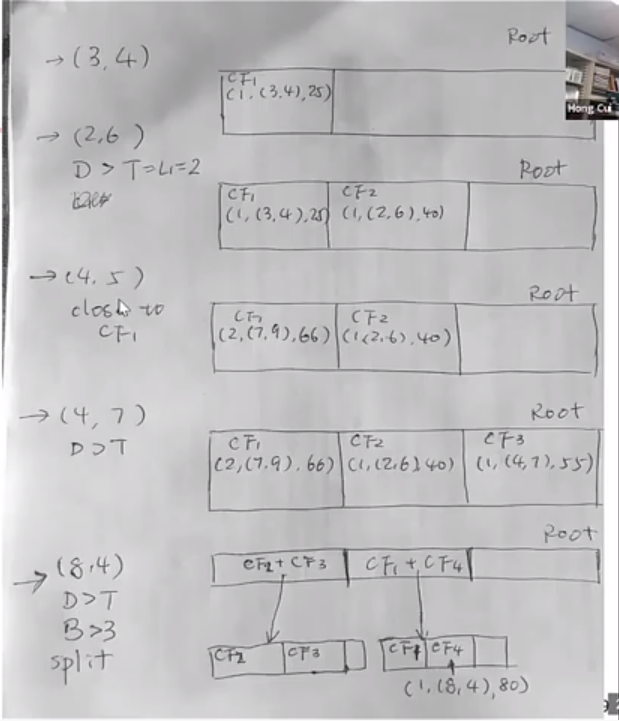 Root
→ (3,4)
CF1
(1, (3,4), 25)
Hong Cui
→ (2,6)
D > T=L1=2
Root
CF1
(1, (3,4), 25)
CF2
(1, (2,6), 40)
→ (4,5)
close to
CF1
Root
CF1
(2, (7,9), 66)
CF2
(1(2,6), 40)
→ (4,7)
D>T
Root
CF1
(2, (7,9), 66)
CF2
(1, (2,6), 40)
CF3
(1, (4,7), 55)
Root
→ (8,4)
D>T
B>3
split
CF2 + CF3
CF1 + CF4
CF2
CF3
CF1
CF4
(1, (8,4), 80)